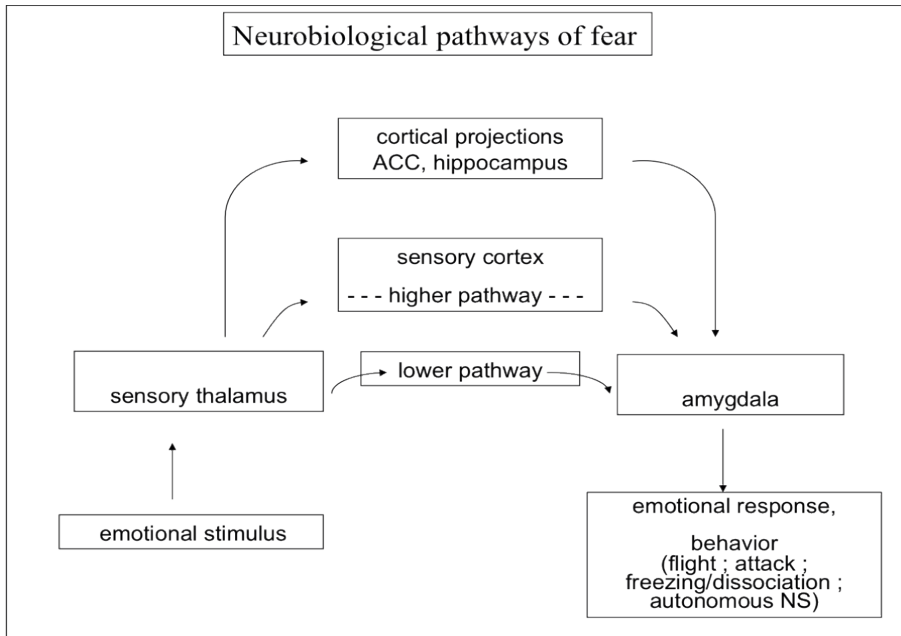 Neurobiological pathways of fear
cortical projections
ACC, hippocampus
sensory cortex
- - - higher pathway - - -
lower pathway
sensory thalamus
amygdala
emotional stimulus
emotional response,
behavior
(flight ; attack ;
freezing/dissociation ;
autonomous NS)